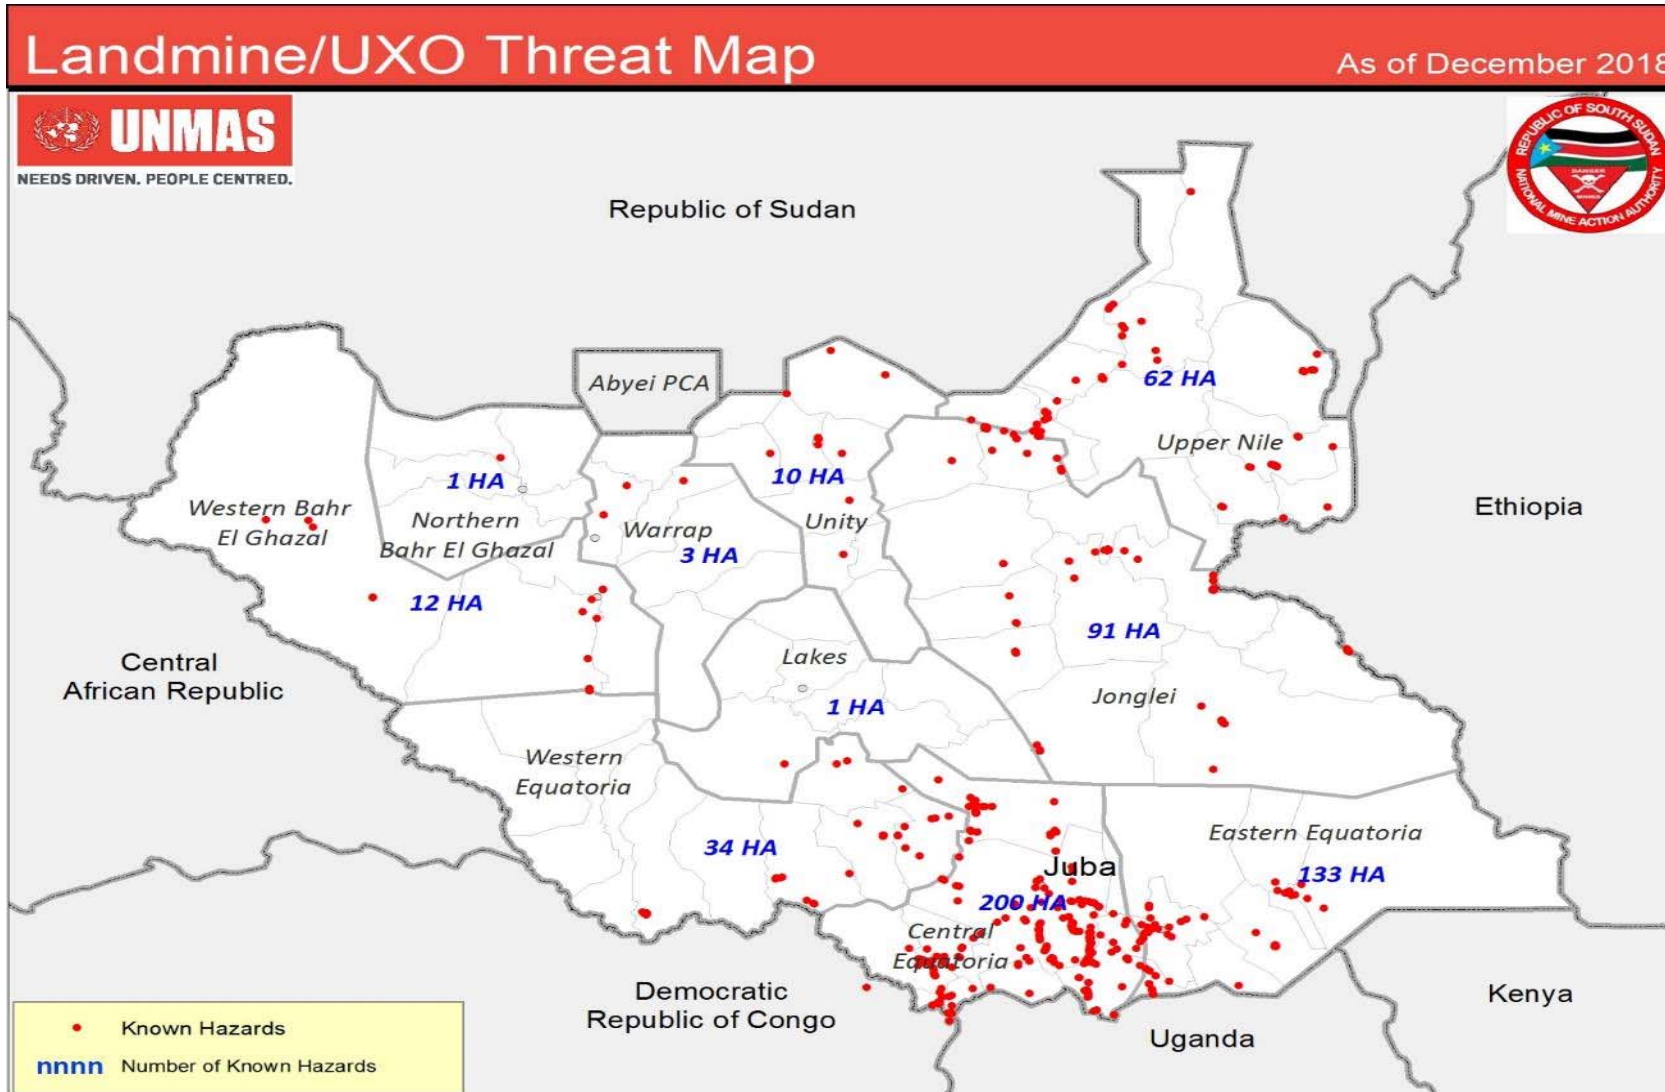 Landmine/UXO Threat Map
As of December 2018
UNMAS
NEEDS DRIVEN. PEOPLE CENTRED.
REPUBLIC OF SOUTH SUDAN
DANGER
MINES
NATIONAL MINE ACTION AUTHORITY
Republic of Sudan
Abyei PCA
62 HA
Upper Nile
1 HA
10 HA
Western Bahr
El Ghazal
Northern
Bahr El Ghazal
Warrap
3 HA
Unity
Ethiopia
12 HA
91 HA
Central
African Republic
Lakes
1 HA
Jonglei
Western
Equatoria
34 HA
Juba
Eastern Equatoria
133 HA
200 HA
Central
Equatoria
Democratic
Republic of Congo
Kenya
Uganda
Known Hazards
nnnn Number of Known Hazards